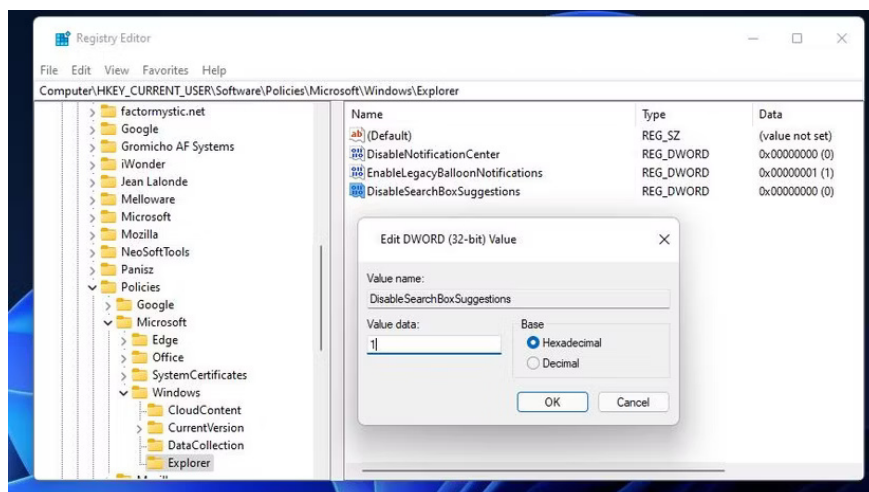 Registry Editor
File Edit View Favorites Help
Computer\HKEY_CURRENT_USER\Software\Policies\Microsoft\Windows\Explorer
factormystic.net
Google
Gromicho AF Systems
iWonder
Jean Lalonde
Melloware
Microsoft
Mozilla
NeoSoftTools
Panisz
Policies
Google
Microsoft
Edge
Office
SystemCertificates
Windows
CloudContent
CurrentVersion
DataCollection
Explorer
Name Type Data
ab (Default) REG_SZ (value not set)
DisableNotificationCenter REG_DWORD 0x00000000 (0)
EnableLegacyBalloonNotifications REG_DWORD 0x00000001 (1)
DisableSearchBoxSuggestions REG_DWORD 0x00000000 (0)
Edit DWORD (32-bit) Value
Value name:
DisableSearchBoxSuggestions
Value data: Base
1 Hexadecimal
Decimal
OK Cancel